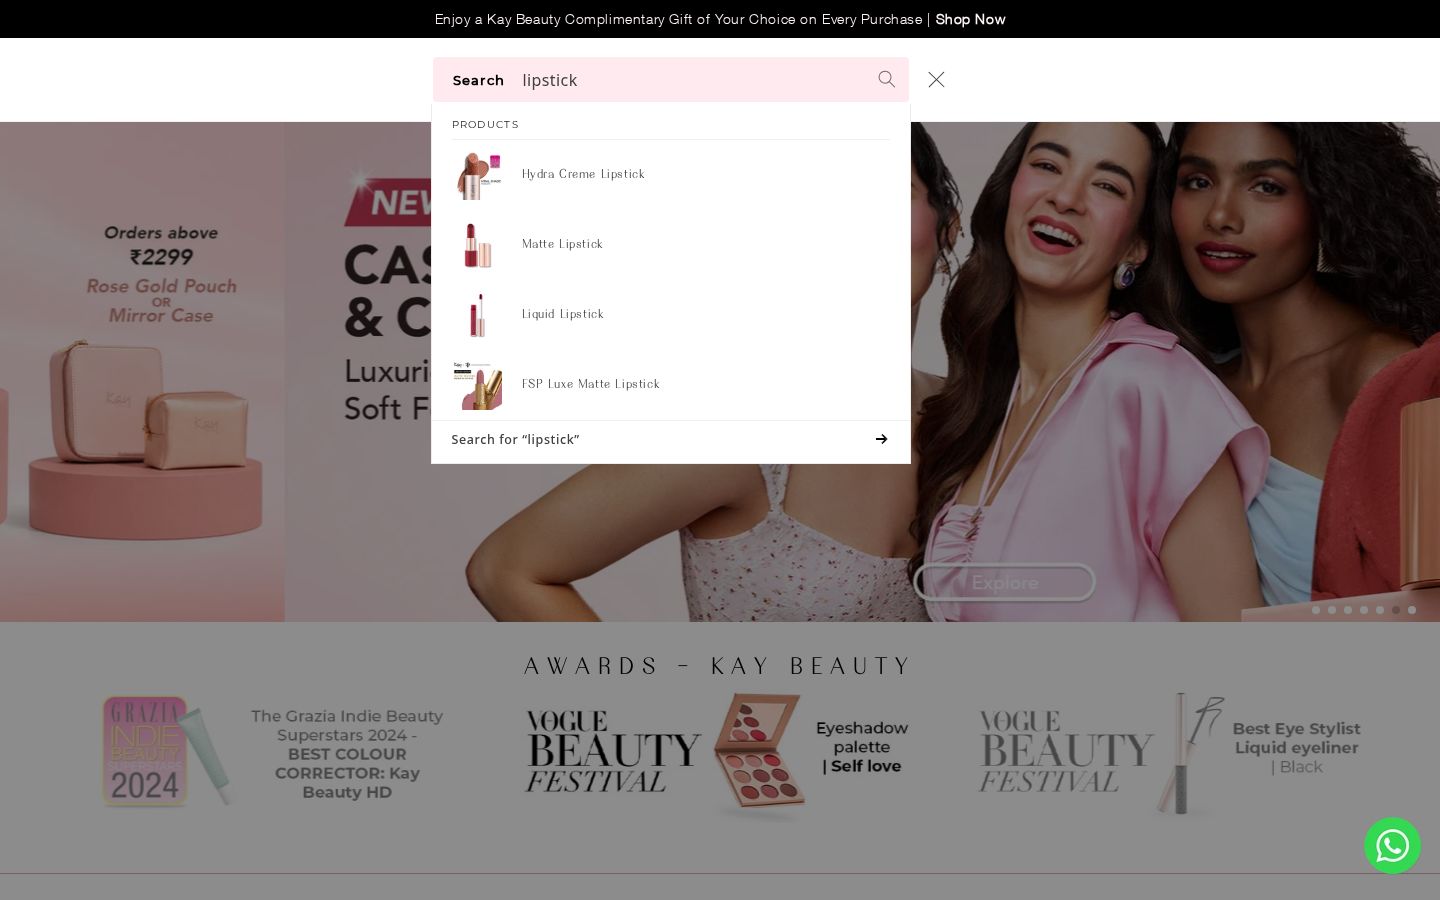 Enjoy a Kay Beauty Complimentary Gift of Your Choice on Every Purchase | Shop Now
Search lipstick
PRODUCTS
Hydra Creme Lipstick
Matte Lipstick
Liquid Lipstick
FSP Luxe Matte Lipstick
Search for “lipstick”
Orders above
₹2299
Rose Gold Pouch
OR
Mirror Case
Kay
Kay
Explore
AWARDS - KAY BEAUTY
GRAZIA
INDIE
BEAUTY
SUPERSTARS
2024
The Grazia Indie Beauty
Superstars 2024 -
BEST COLOUR
CORRECTOR: Kay
Beauty HD
VOGUE
BEAUTY
FESTIVAL
Eyeshadow
palette
| Self love
VOGUE
BEAUTY
FESTIVAL
Best Eye Stylist
Liquid eyeliner
| Black